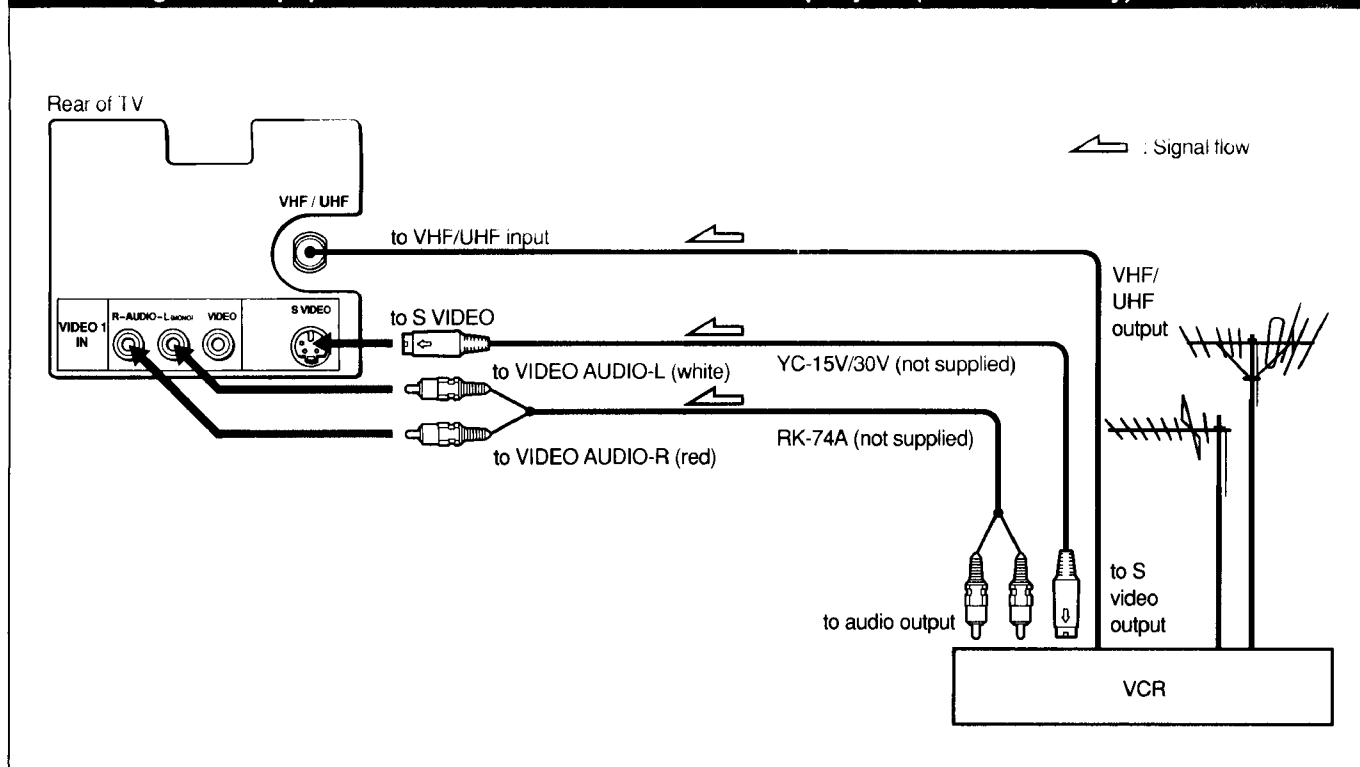 Rear of TV
: Signal flow
VHF / UHF
to VHF/UHF input
VHF/
UHF
output
VIDEO 1
IN
R-AUDIO-L (MONO)
VIDEO
S VIDEO
to S VIDEO
YC-15V/30V (not supplied)
to VIDEO AUDIO-L (white)
RK-74A (not supplied)
to VIDEO AUDIO-R (red)
to audio output
to S
video
output
VCR